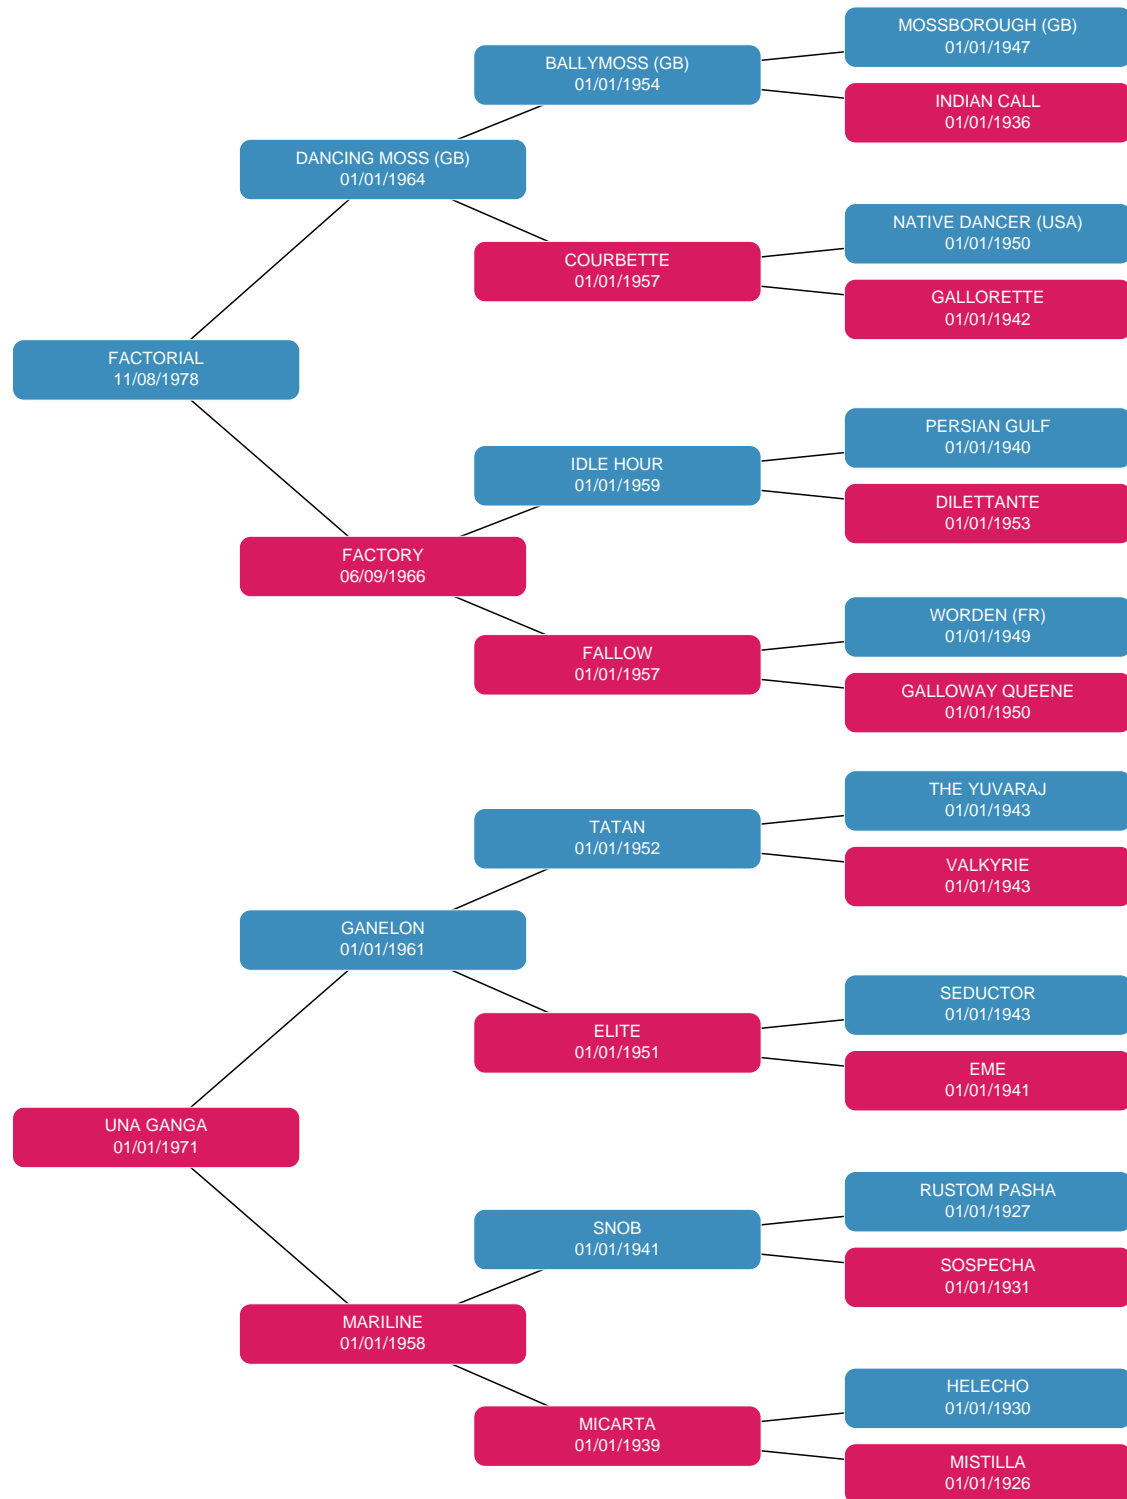 MOSSBOROUGH (GB)
01/01/1947
BALLYMOSS (GB)
01/01/1954
INDIAN CALL
01/01/1936
DANCING MOSS (GB)
01/01/1964
NATIVE DANCER (USA)
01/01/1950
COURBETTE
01/01/1957
GALLORETTE
01/01/1942
FACTORIAL
11/08/1978
PERSIAN GULF
01/01/1940
IDLE HOUR
01/01/1959
DILETTANTE
01/01/1953
FACTORY
06/09/1966
WORDEN (FR)
01/01/1949
FALLOW
01/01/1957
GALLOWAY QUEENE
01/01/1950
THE YUVARAJ
01/01/1943
TATAN
01/01/1952
VALKYRIE
01/01/1943
GANELON
01/01/1961
SEDUCTOR
01/01/1943
ELITE
01/01/1951
EME
01/01/1941
UNA GANGA
01/01/1971
RUSTOM PASHA
01/01/1927
SNOB
01/01/1941
SOSPECHA
01/01/1931
MARILINE
01/01/1958
HELECHO
01/01/1930
MICARTA
01/01/1939
MISTILLA
01/01/1926